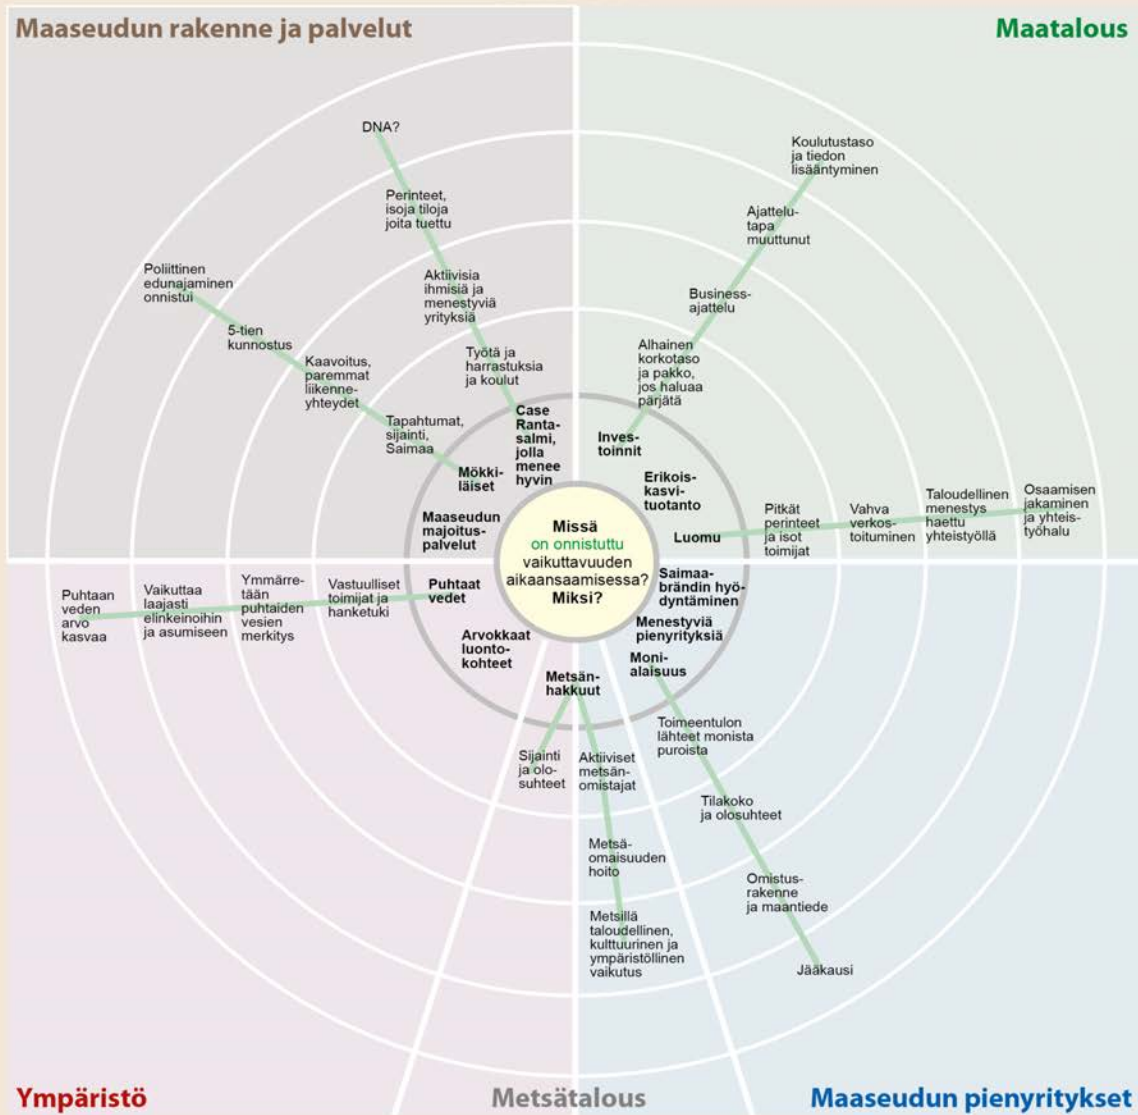 Maaseudun rakenne ja palvelut
Maatalous
DNA?
Perinteet,
isoja tiloja
joita tuettu
Aktiivisia
ihmisiä ja
menestyviä
yrityksiä
Työtä ja
harrastuksia
ja koulut
Case
Ranta-
salmi,
jolla
menee
hyvin
Poliittinen
edunajaminen
onnistui
5-tien
kunnostus
Kaavoitus,
paremmat
liikenne-
yhteydet
Tapahtumat,
sijainti,
Saimaa
Mökki-
läiset
Maaseudun
majoitus-
palvelut
Koulutustaso
ja tiedon
lisääntyminen
Ajattelu-
tapa
muuttunut
Business-
ajattelu
Alhainen
korkotaso
ja pakko,
jos haluaa
pärjätä
Inves-
toinnit
Erikois-
kasvi-
tuotanto
Luomu
Pitkät
perinteet
ja isot
toimijat
Vahva
verkos-
toituminen
Taloudellinen
menestys
haettu
yhteistyöllä
Osaamisen
jakaminen
ja yhteis-
työhalu
Missä
on onnistuttu
vaikuttavuuden
aikaansaamisessa?
Miksi?
Puhtaan
veden
arvo
kasvaa
Vaikuttaa
laajasti
elinkeinoihin
ja asumiseen
Ymmärre-
tään
puhtaiden
vesien
merkitys
Vastuulliset
toimijat ja
hanketuki
Puhtaat
vedet
Arvokkaat
luonto-
kohteet
Saimaa-
brändin hyö-
dyntäminen
Menestyviä
pienyrityksiä
Moni-
alaisuus
Toimeentulon
lähteet monista
puroista
Tilakoko
ja olosuhteet
Omistus-
rakenne
ja maantiede
Jääkausi
Metsän-
hakkuut
Sijainti
ja olo-
suhteet
Aktiiviset
metsän-
omistajat
Metsä-
omaisuuden
hoito
Metsillä
taloudellinen,
kulttuurinen ja
ympäristöllinen
vaikutus
Ympäristö
Metsätalous
Maaseudun pienyritykset